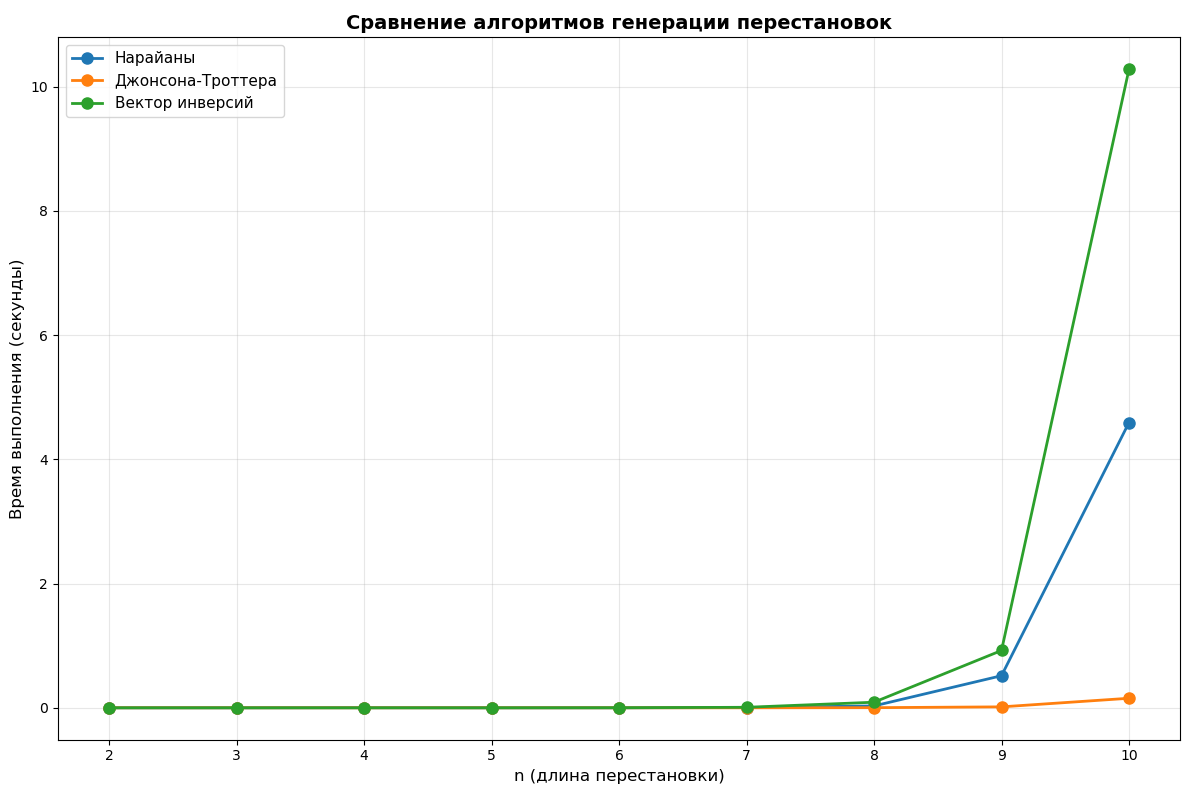 Сравнение алгоритмов генерации перестановок
Нарайаны
Джонсона-Троттера
Вектор инверсий
Время выполнения (секунды)
10
8
6
4
2
0
2 3 4 5 6 7 8 9 10
n (длина перестановки)